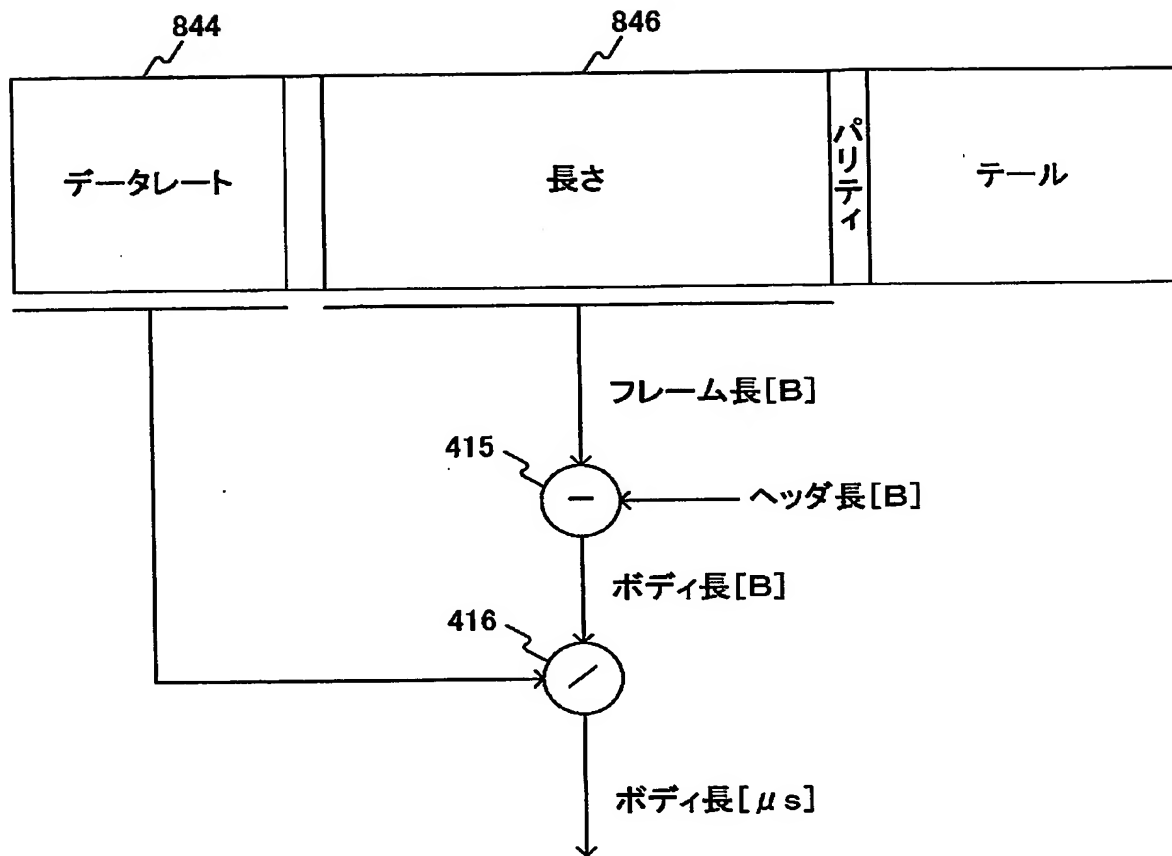 844
846
データレート
長さ
パリティ
テール
フレーム長[B]
415
−
ヘッダ長[B]
ボディ長[B]
416
／
ボディ長[μs]